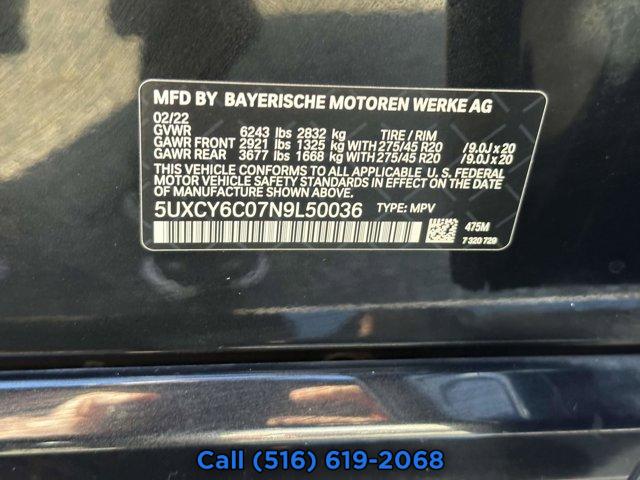 MFD BY BAYERISCHE MOTOREN WERKE AG
02/22
GVWR 6243 lbs 2832 kg TIRE / RIM
GAWR FRONT 2921 lbs 1325 kg WITH 275/45 R20 / 9.0J x 20
GAWR REAR 3677 lbs 1668 kg WITH 275/45 R20 / 9.0J x 20
THIS VEHICLE CONFORMS TO ALL APPLICABLE U. S. FEDERAL
MOTOR VEHICLE SAFETY STANDARDS IN EFFECT ON THE DATE OF
MANUFACTURE SHOWN ABOVE.
5UXCY6C07N9L50036 TYPE: MPV
475M
7 320 729
Call (516) 619-2068